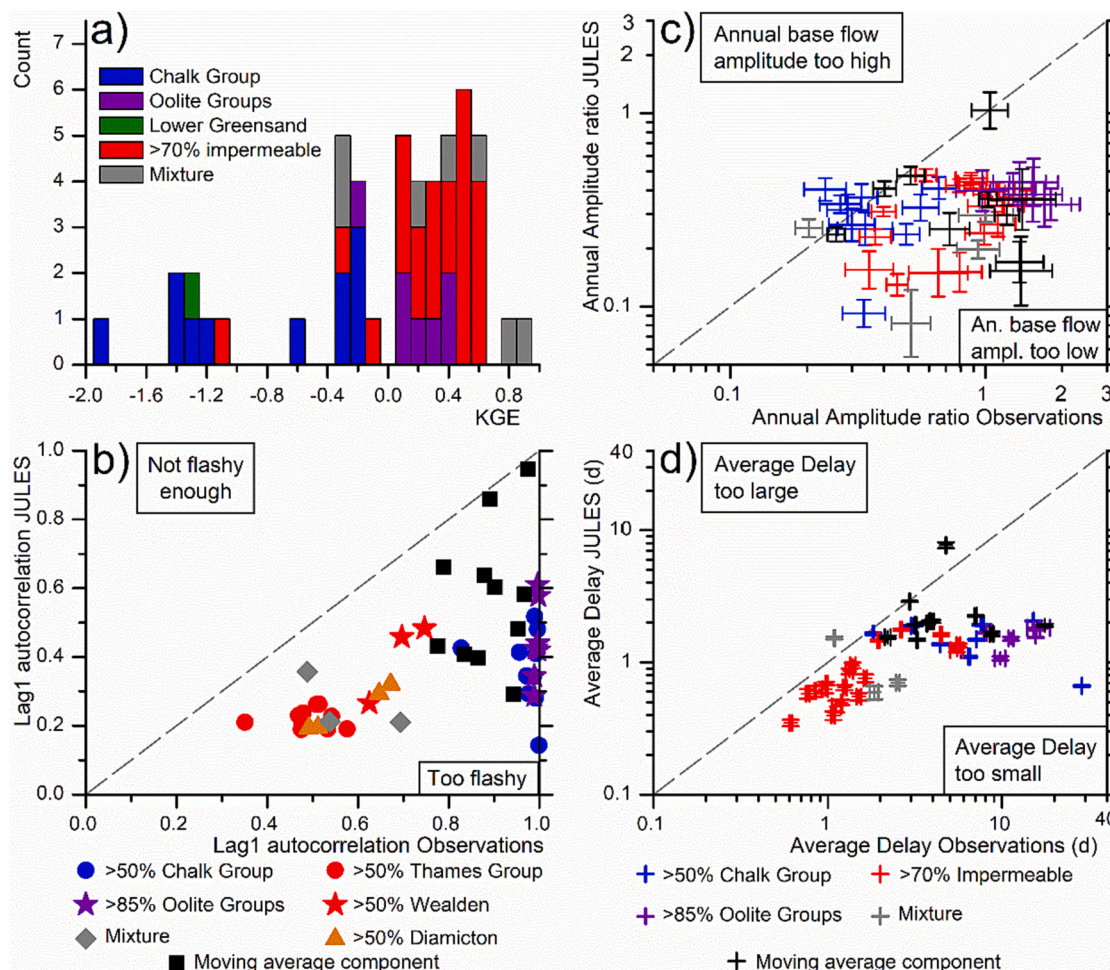 a)
Count
7
6
5
4
3
2
1
0
Chalk Group
Oolite Groups
Lower Greensand
>70% impermeable
Mixture
-2.0 -1.6 -1.2 -0.8 -0.4 0.0 0.4 0.8
KGE
c)
Annual Amplitude ratio JULES
3
2
1
0.1
Annual base flow
amplitude too high
An. base flow
ampl. too low
0.1 1 2 3
Annual Amplitude ratio Observations
b)
Lag1 autocorrelation JULES
1.0
0.8
0.6
0.4
0.2
0.0
Not flashy
enough
Too flashy
0.0 0.2 0.4 0.6 0.8 1.0
Lag1 autocorrelation Observations
>50% Chalk Group
>50% Thames Group
>85% Oolite Groups
>50% Wealden
Mixture
>50% Diamicton
Moving average component
d)
Average Delay JULES (d)
40
10
1
0.1
Average Delay
too large
Average Delay
too small
0.1 1 10 40
Average Delay Observations (d)
>50% Chalk Group
>70% Impermeable
>85% Oolite Groups
Mixture
Moving average component